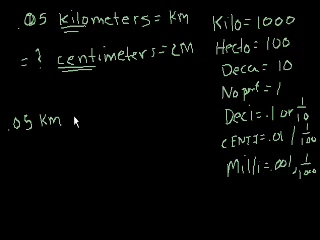 .05 kilometers = KM
= ? centimeters = CM
.05 KM
Kilo = 1000
Hecto = 100
Deca = 10
No pref = 1
Deci = .1 or 1/10
CENTI = .01 / 1/100
Milli = .001, 1/1000